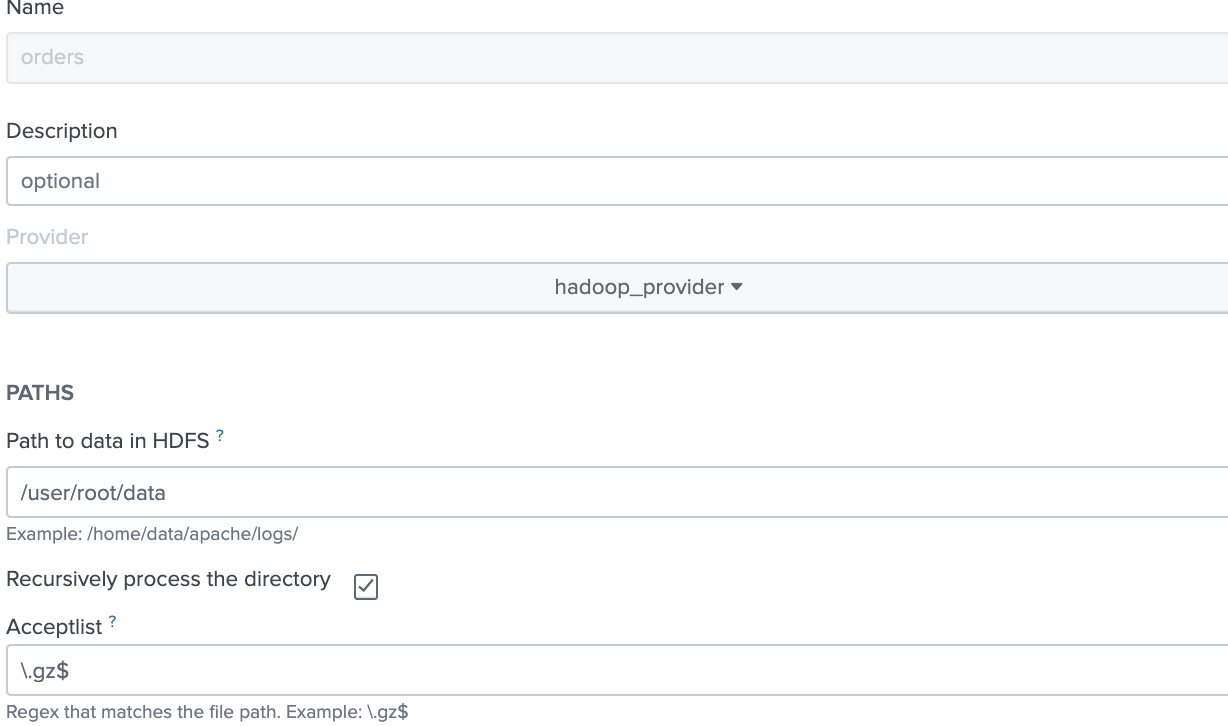 Name
orders
Description
optional
Provider
hadoop_provider
PATHS
Path to data in HDFS ?
/user/root/data
Example: /home/data/apache/logs/
Recursively process the directory
Acceptlist ?
\.gz$
Regex that matches the file path. Example: \.gz$